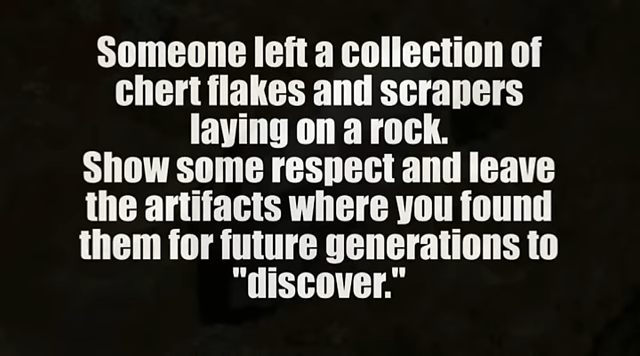 Someone left a collection of
chert flakes and scrapers
laying on a rock.
Show some respect and leave
the artifacts where you found
them for future generations to
"discover."